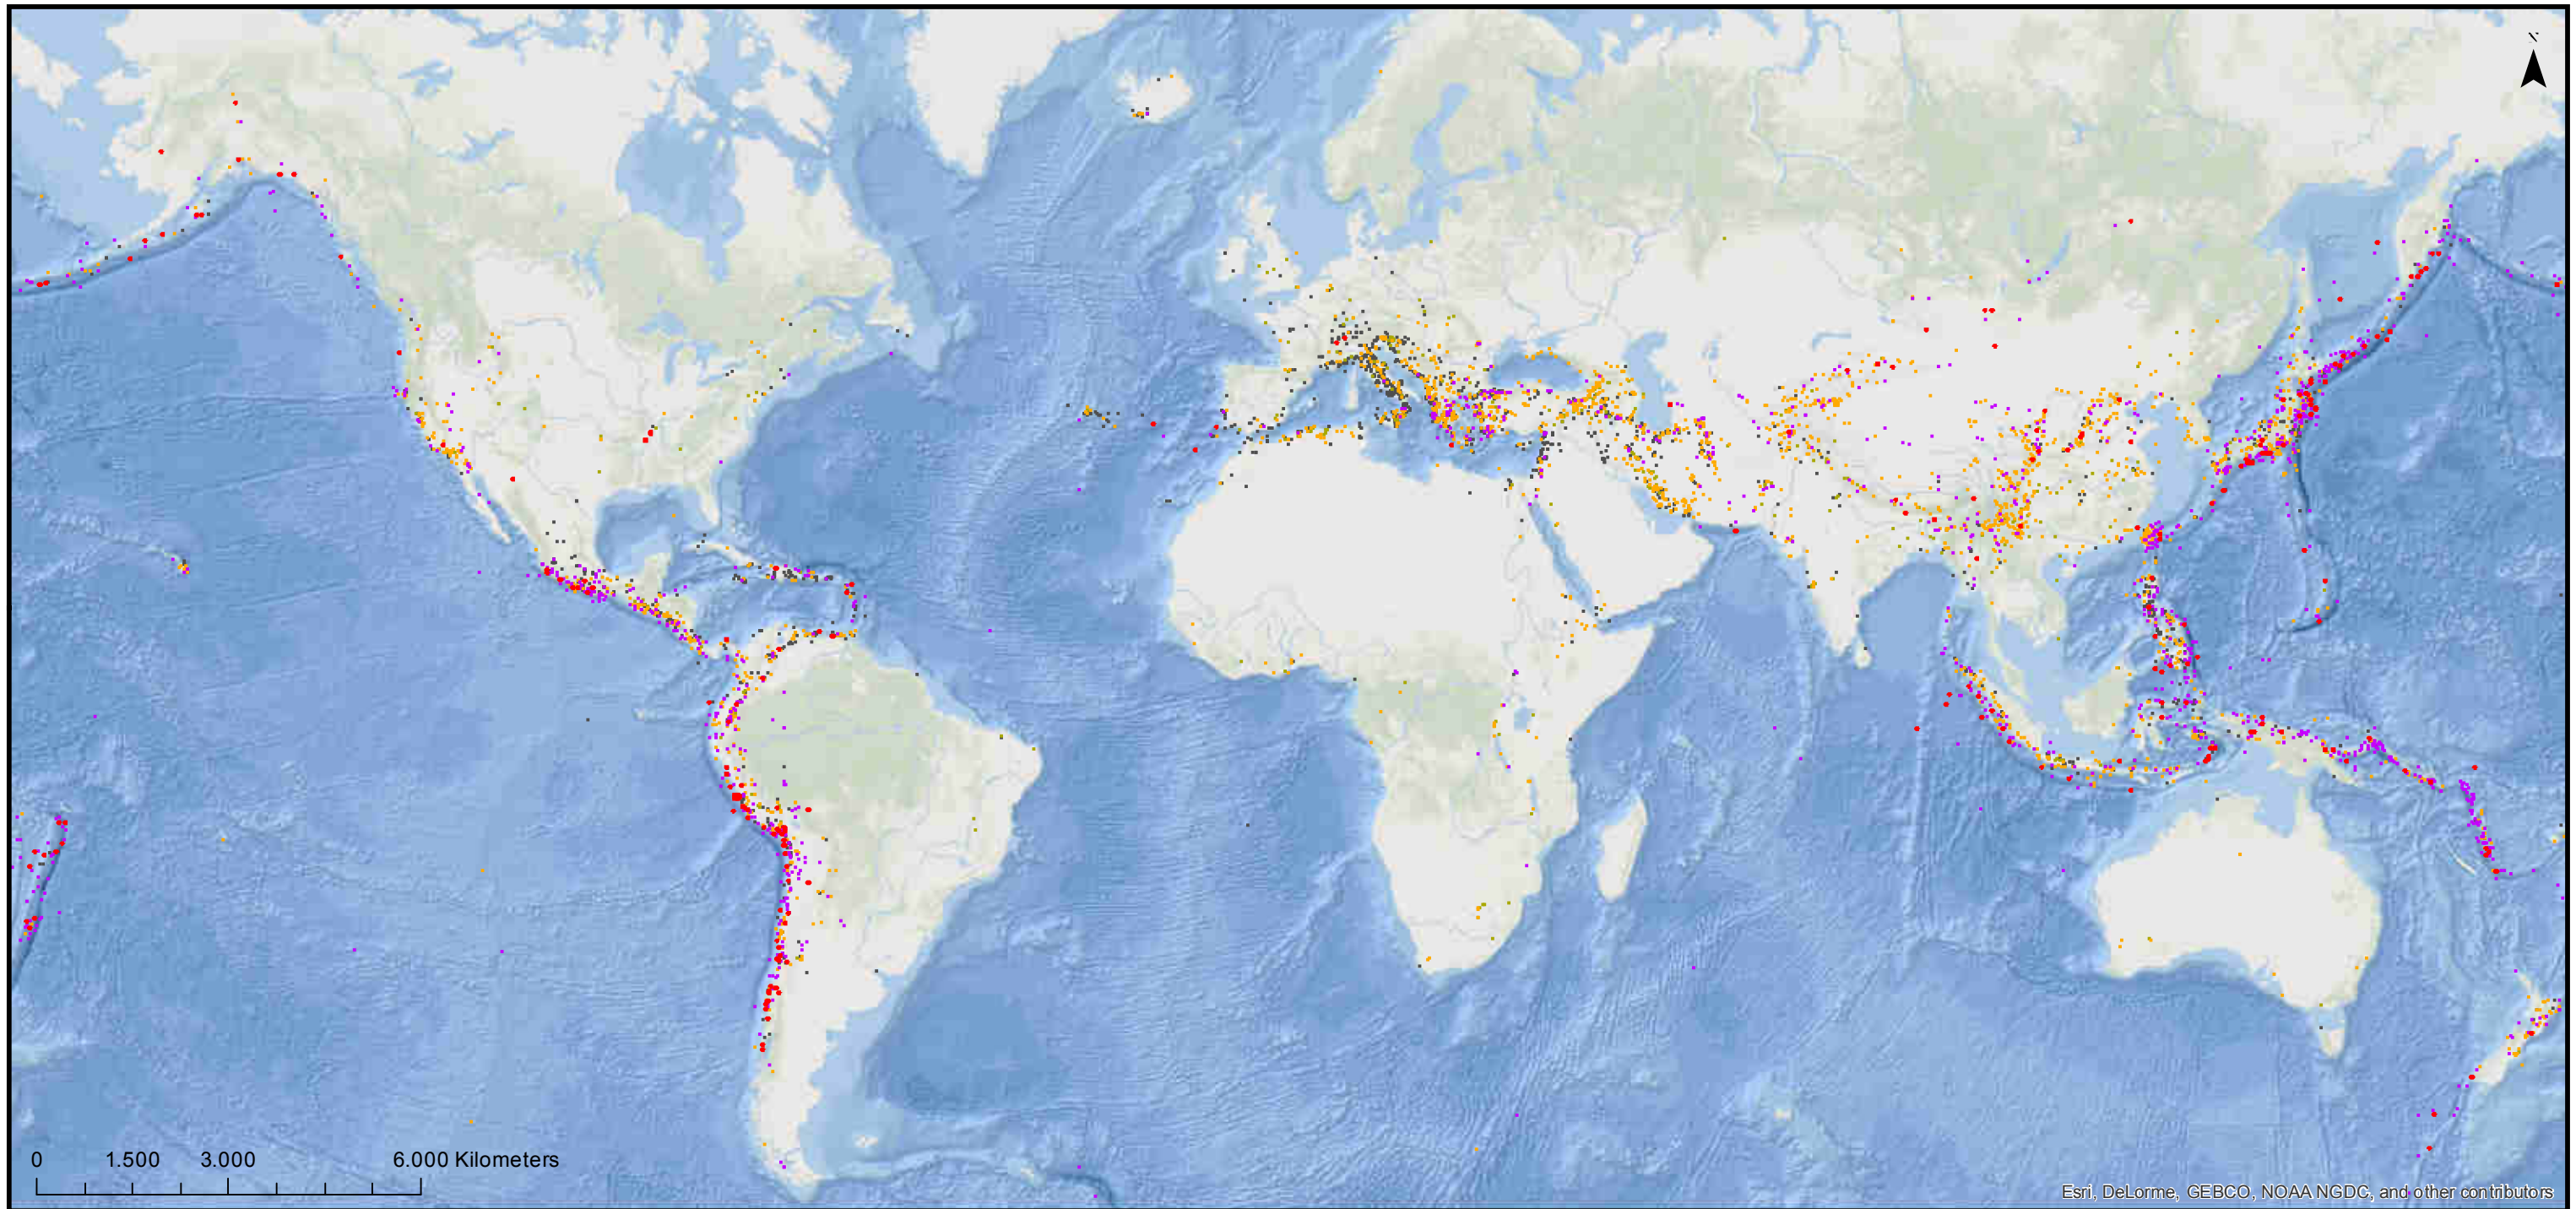 N
0 1.500 3.000 6.000 Kilometers
Esri, DeLorme, GEBCO, NOAA NGDC, and other contributors